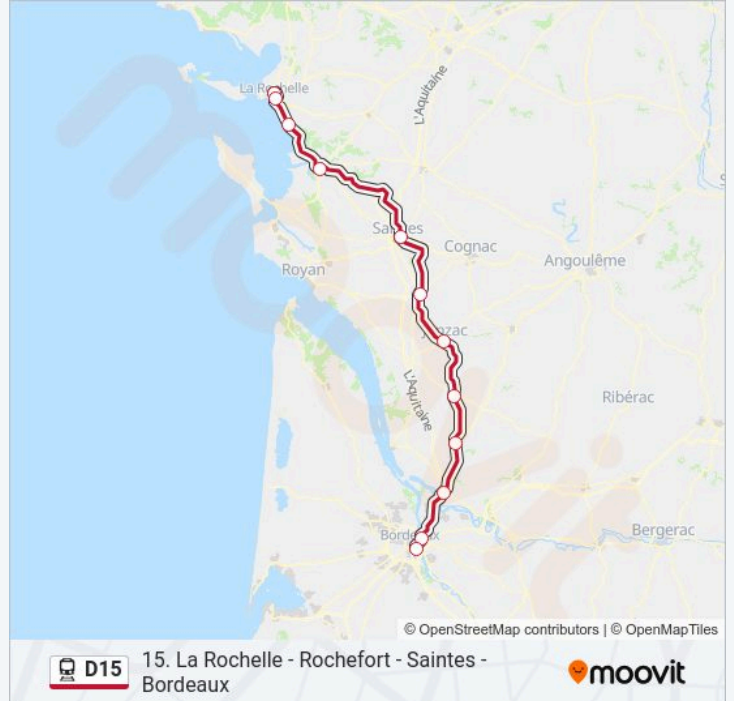 La Rochelle
L'Aquitaine
Saintes
Cognac
Angoulême
Royan
Jonzac
L'Aquitaine
Ribérac
Bordeaux
Bergerac
© OpenStreetMap contributors | © OpenMapTiles
D15
15. La Rochelle - Rochefort - Saintes -
Bordeaux
moovit